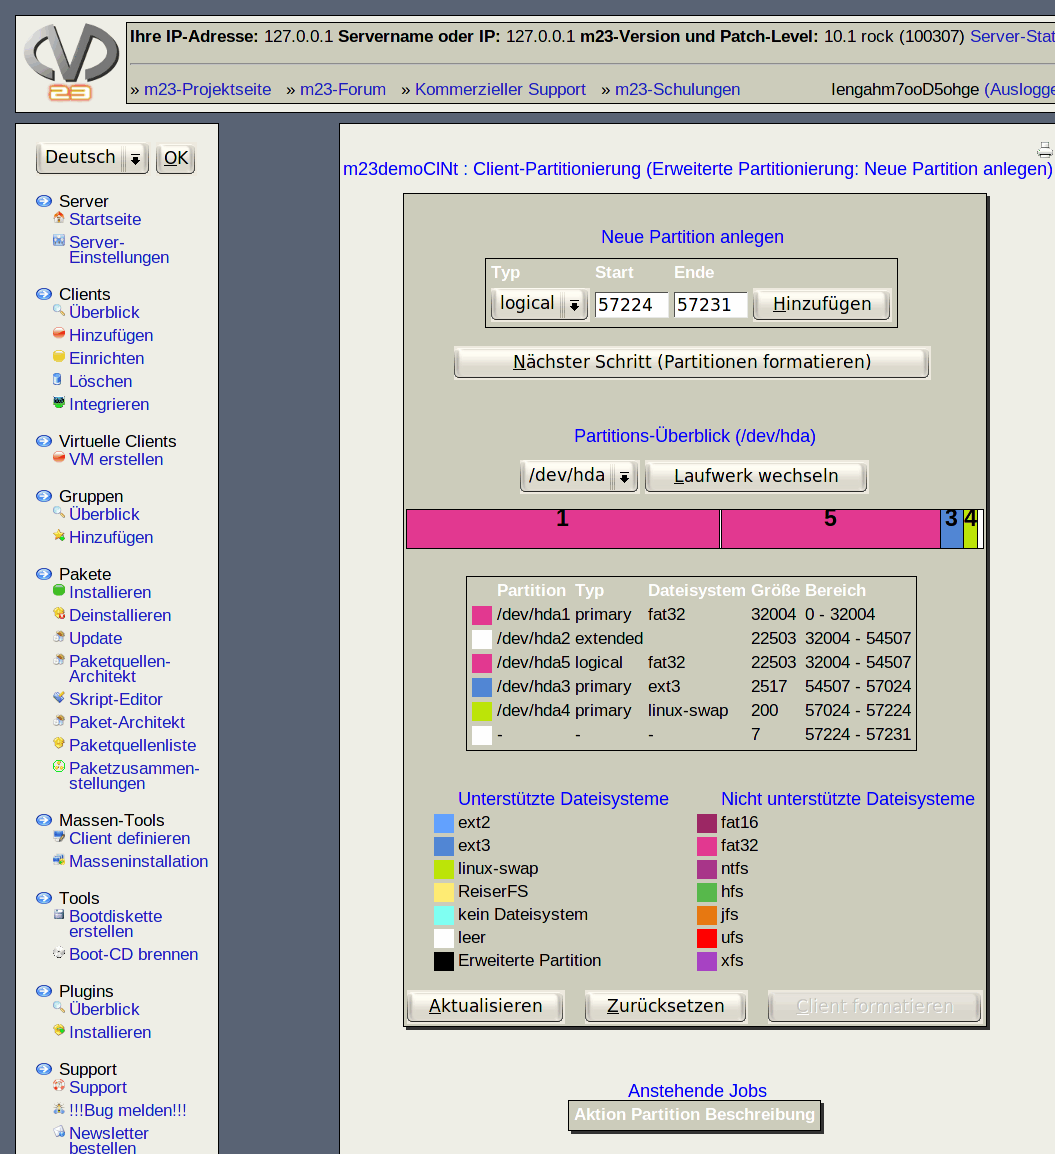 Ihre IP-Adresse: 127.0.0.1 Servername oder IP: 127.0.0.1 m23-Version und Patch-Level: 10.1 rock (100307) Server-Stat
23
» m23-Projektseite » m23-Forum » Kommerzieller Support » m23-Schulungen lengahm7ooD5ohge (Auslogge
Deutsch OK
Server
Startseite
Server-
Einstellungen
Clients
Überblick
Hinzufügen
Einrichten
Löschen
Integrieren
Virtuelle Clients
VM erstellen
Gruppen
Überblick
Hinzufügen
Pakete
Installieren
Deinstallieren
Update
Paketquellen-
Architekt
Skript-Editor
Paket-Architekt
Paketquellenliste
Paketzusammen-
stellungen
Massen-Tools
Client definieren
Masseninstallation
Tools
Bootdiskette
erstellen
Boot-CD brennen
Plugins
Überblick
Installieren
Support
Support
!!!Bug melden!!!
Newsletter
bestellen
m23demoClNt : Client-Partitionierung (Erweiterte Partitionierung: Neue Partition anlegen)
Neue Partition anlegen
Typ Start Ende
logical 57224 57231 Hinzufügen
Nächster Schritt (Partitionen formatieren)
Partitions-Überblick (/dev/hda)
/dev/hda Laufwerk wechseln
1 5 3 4
Partition Typ Dateisystem Größe Bereich
/dev/hda1 primary fat32 32004 0 - 32004
/dev/hda2 extended 22503 32004 - 54507
/dev/hda5 logical fat32 22503 32004 - 54507
/dev/hda3 primary ext3 2517 54507 - 57024
/dev/hda4 primary linux-swap 200 57024 - 57224
- - - 7 57224 - 57231
Unterstützte Dateisysteme Nicht unterstützte Dateisysteme
ext2 fat16
ext3 fat32
linux-swap ntfs
ReiserFS hfs
kein Dateisystem jfs
leer ufs
Erweiterte Partition xfs
Aktualisieren Zurücksetzen Client formatieren
Anstehende Jobs
Aktion Partition Beschreibung